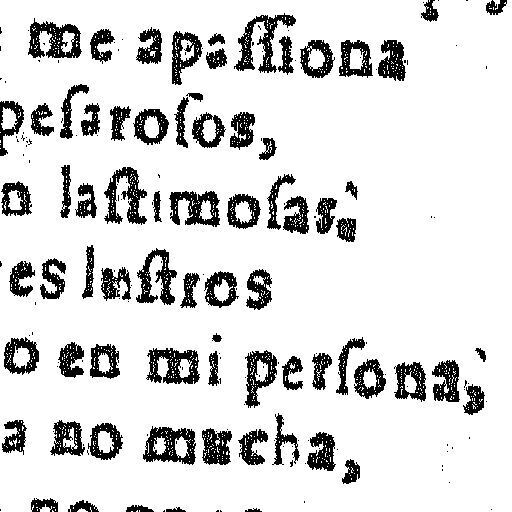 me apaſſiona
peſaroſos,
n laſtimoſas,
es luſtros
o en mi perſona,
a no mucha,